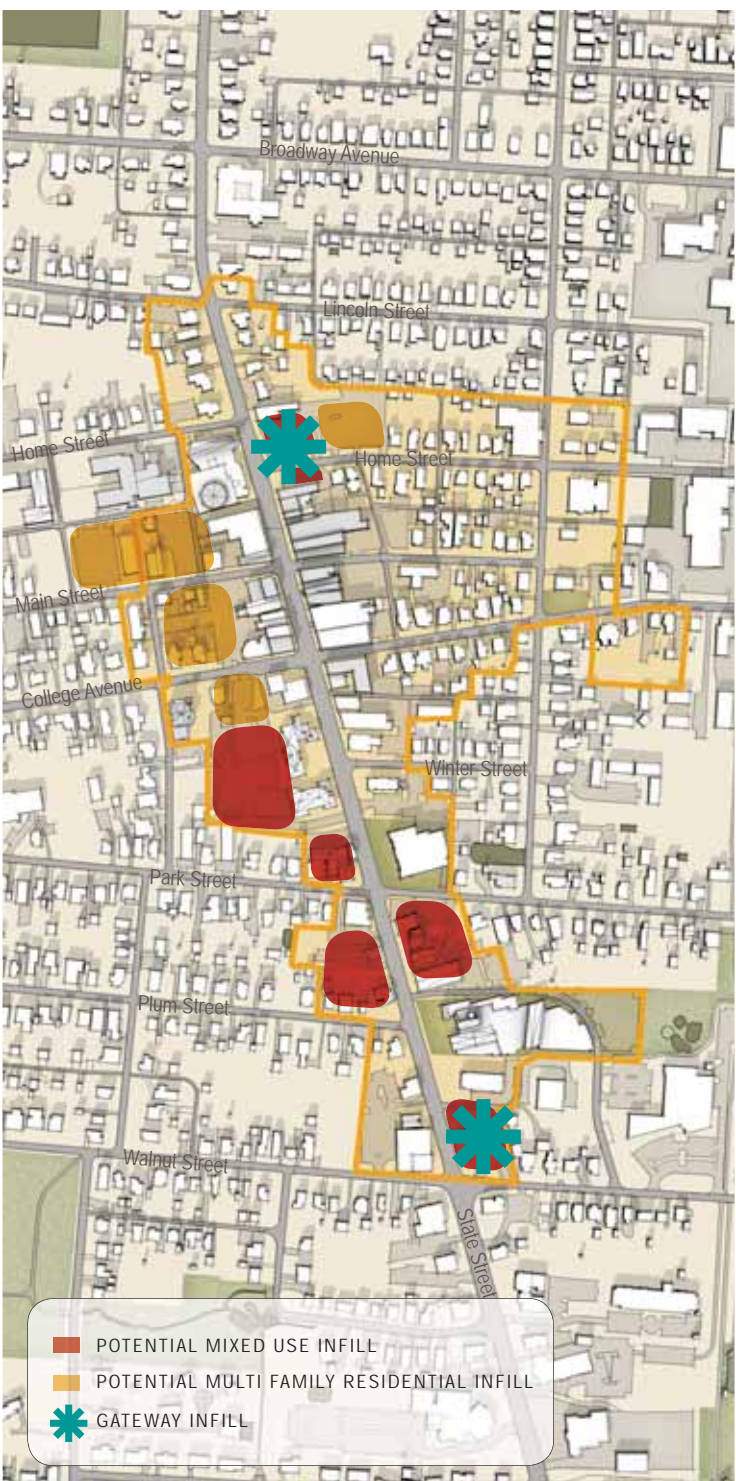 Broadway Avenue
Lincoln Street
Home Street
Home Street
Main Street
College Avenue
Winter Street
Park Street
Plum Street
Walnut Street
State Street
POTENTIAL MIXED USE INFILL
POTENTIAL MULTI FAMILY RESIDENTIAL INFILL
GATEWAY INFILL